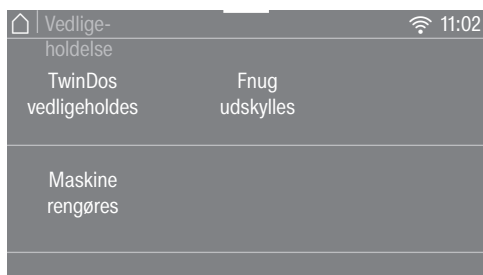 Vedlige-
holdelse
11:02
TwinDos
vedligeholdes
Fnug
udskylles
Maskine
rengøres